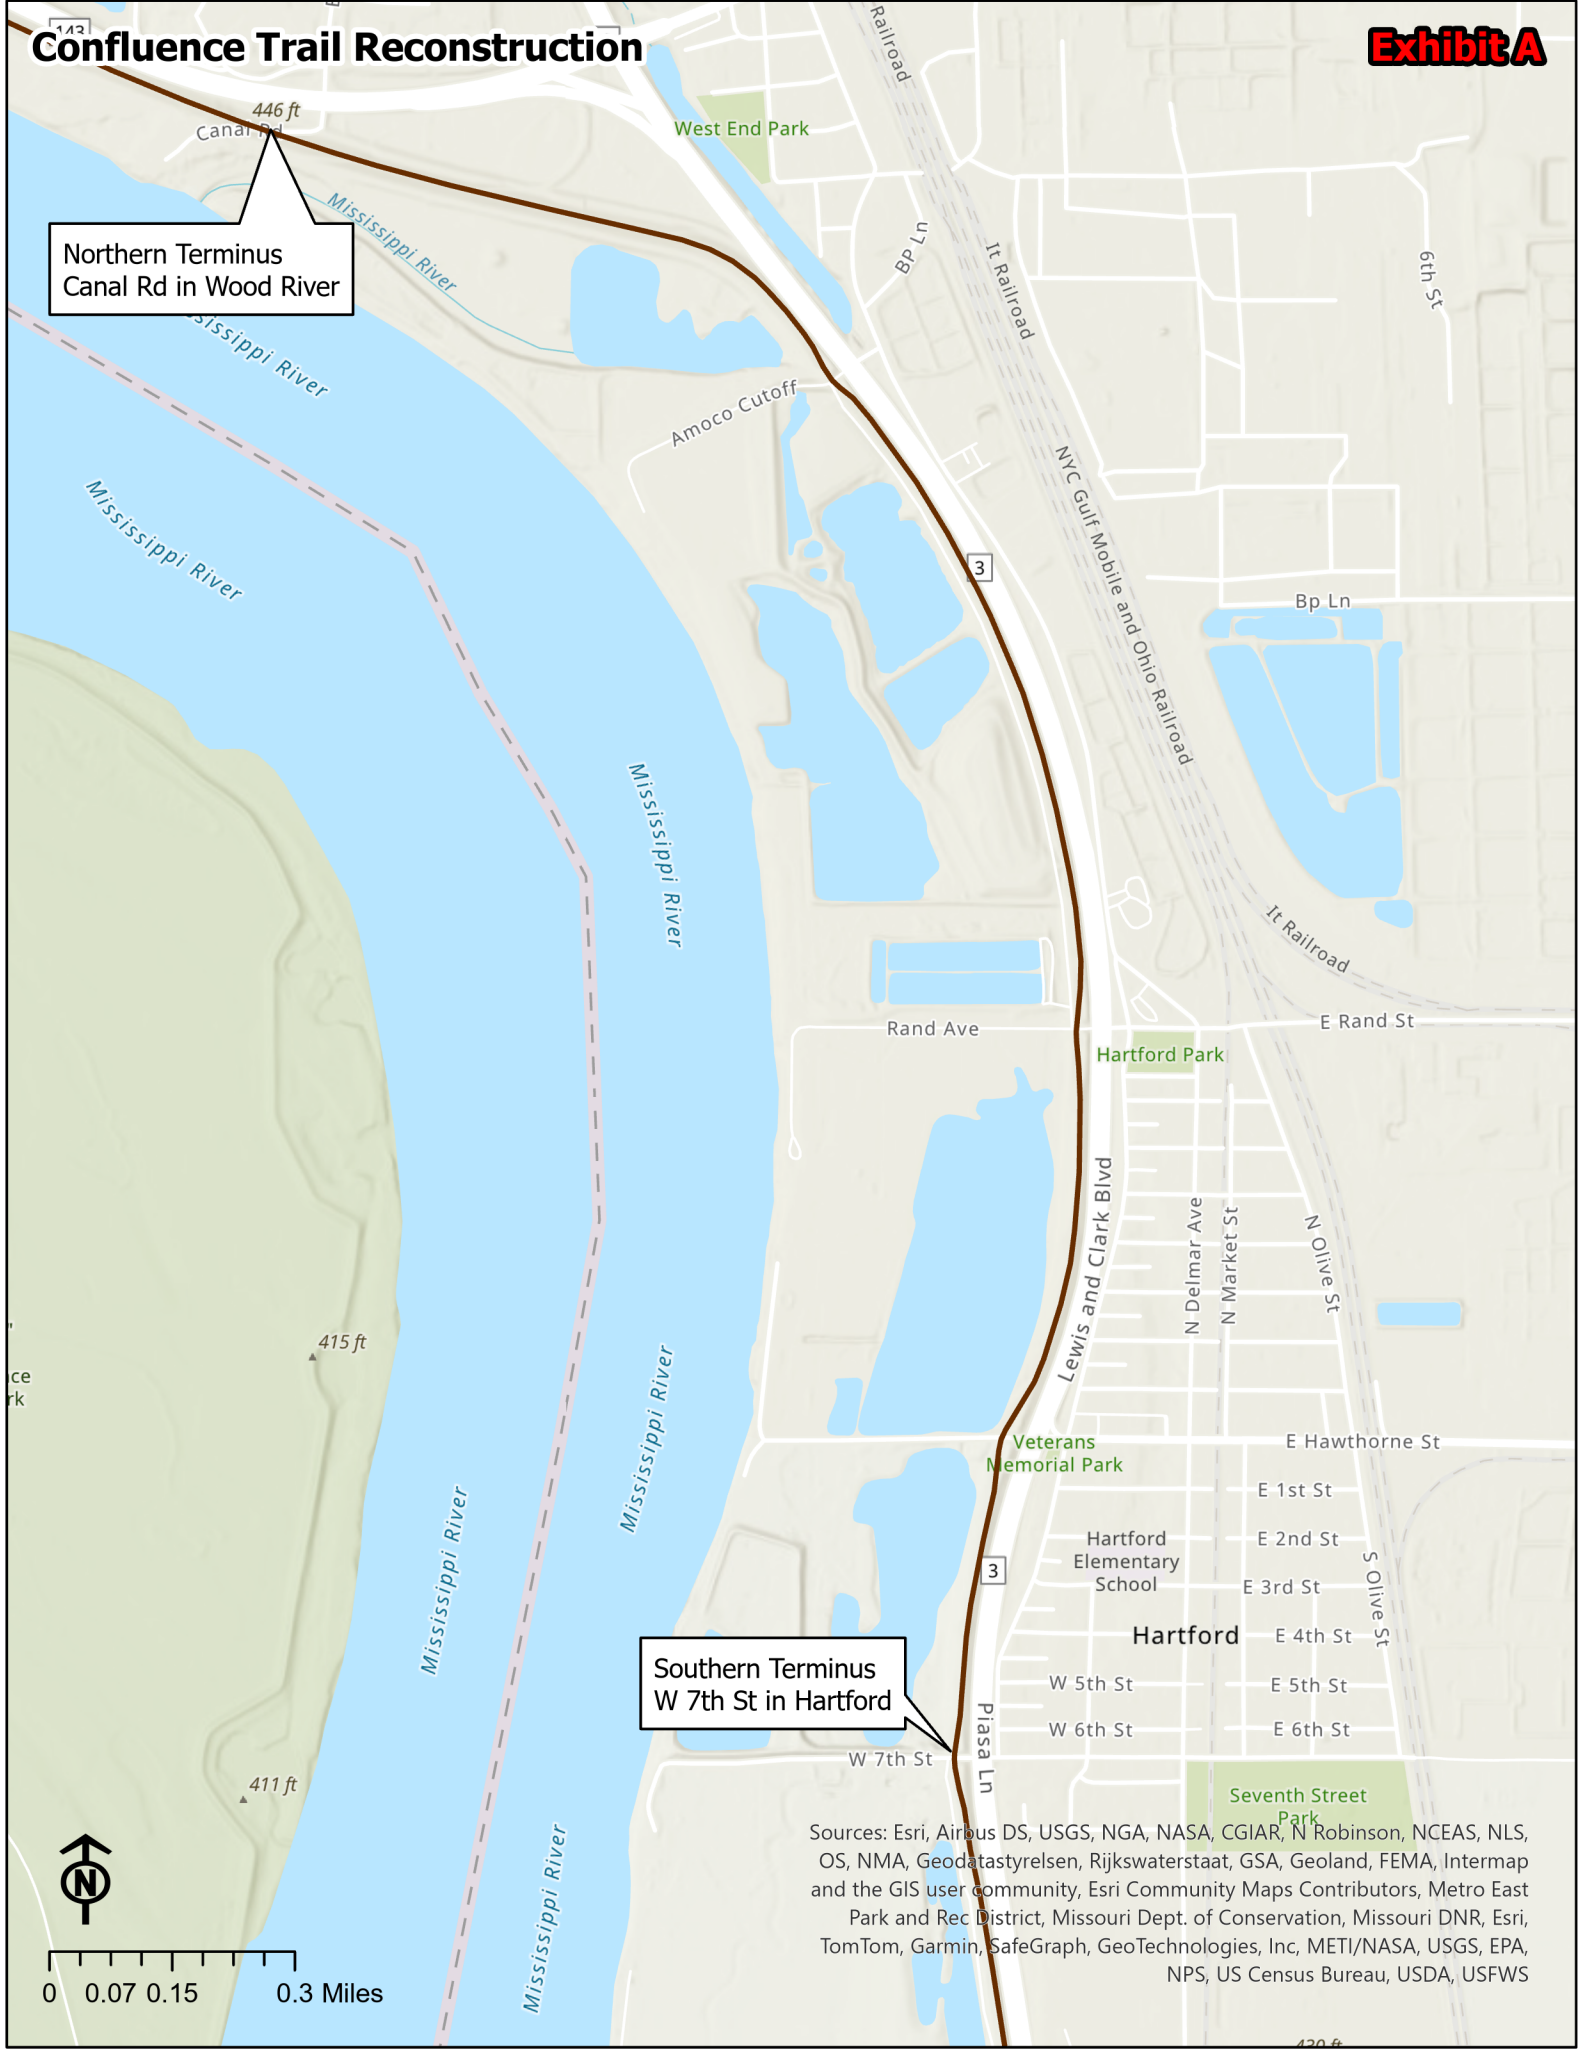 143
Confluence Trail Reconstruction
Exhibit A
Railroad
446 ft
Canal Rd
West End Park
Mississippi River
BP Ln
It Railroad
6th St
Northern Terminus
Canal Rd in Wood River
Mississippi River
Amoco Cutoff
Mississippi River
NYC Gulf Mobile and Ohio Railroad
3
Bp Ln
Mississippi River
It Railroad
Rand Ave
E Rand St
Hartford Park
Lewis and Clark Blvd
N Delmar Ave
N Market St
N Olive St
415 ft
Mississippi River
Veterans
Memorial Park
E Hawthorne St
E 1st St
Mississippi River
Hartford
Elementary
School
E 2nd St
3
E 3rd St
S Olive St
Hartford
E 4th St
Southern Terminus
W 7th St in Hartford
W 5th St
E 5th St
Piasa Ln
W 6th St
E 6th St
W 7th St
411 ft
Seventh Street
Park
Mississippi River
Sources: Esri, Airbus DS, USGS, NGA, NASA, CGIAR, N Robinson, NCEAS, NLS,
OS, NMA, Geodatastyrelsen, Rijkswaterstaat, GSA, Geoland, FEMA, Intermap
and the GIS user community, Esri Community Maps Contributors, Metro East
Park and Rec District, Missouri Dept. of Conservation, Missouri DNR, Esri,
TomTom, Garmin, SafeGraph, GeoTechnologies, Inc, METI/NASA, USGS, EPA,
NPS, US Census Bureau, USDA, USFWS
N
0 0.07 0.15 0.3 Miles